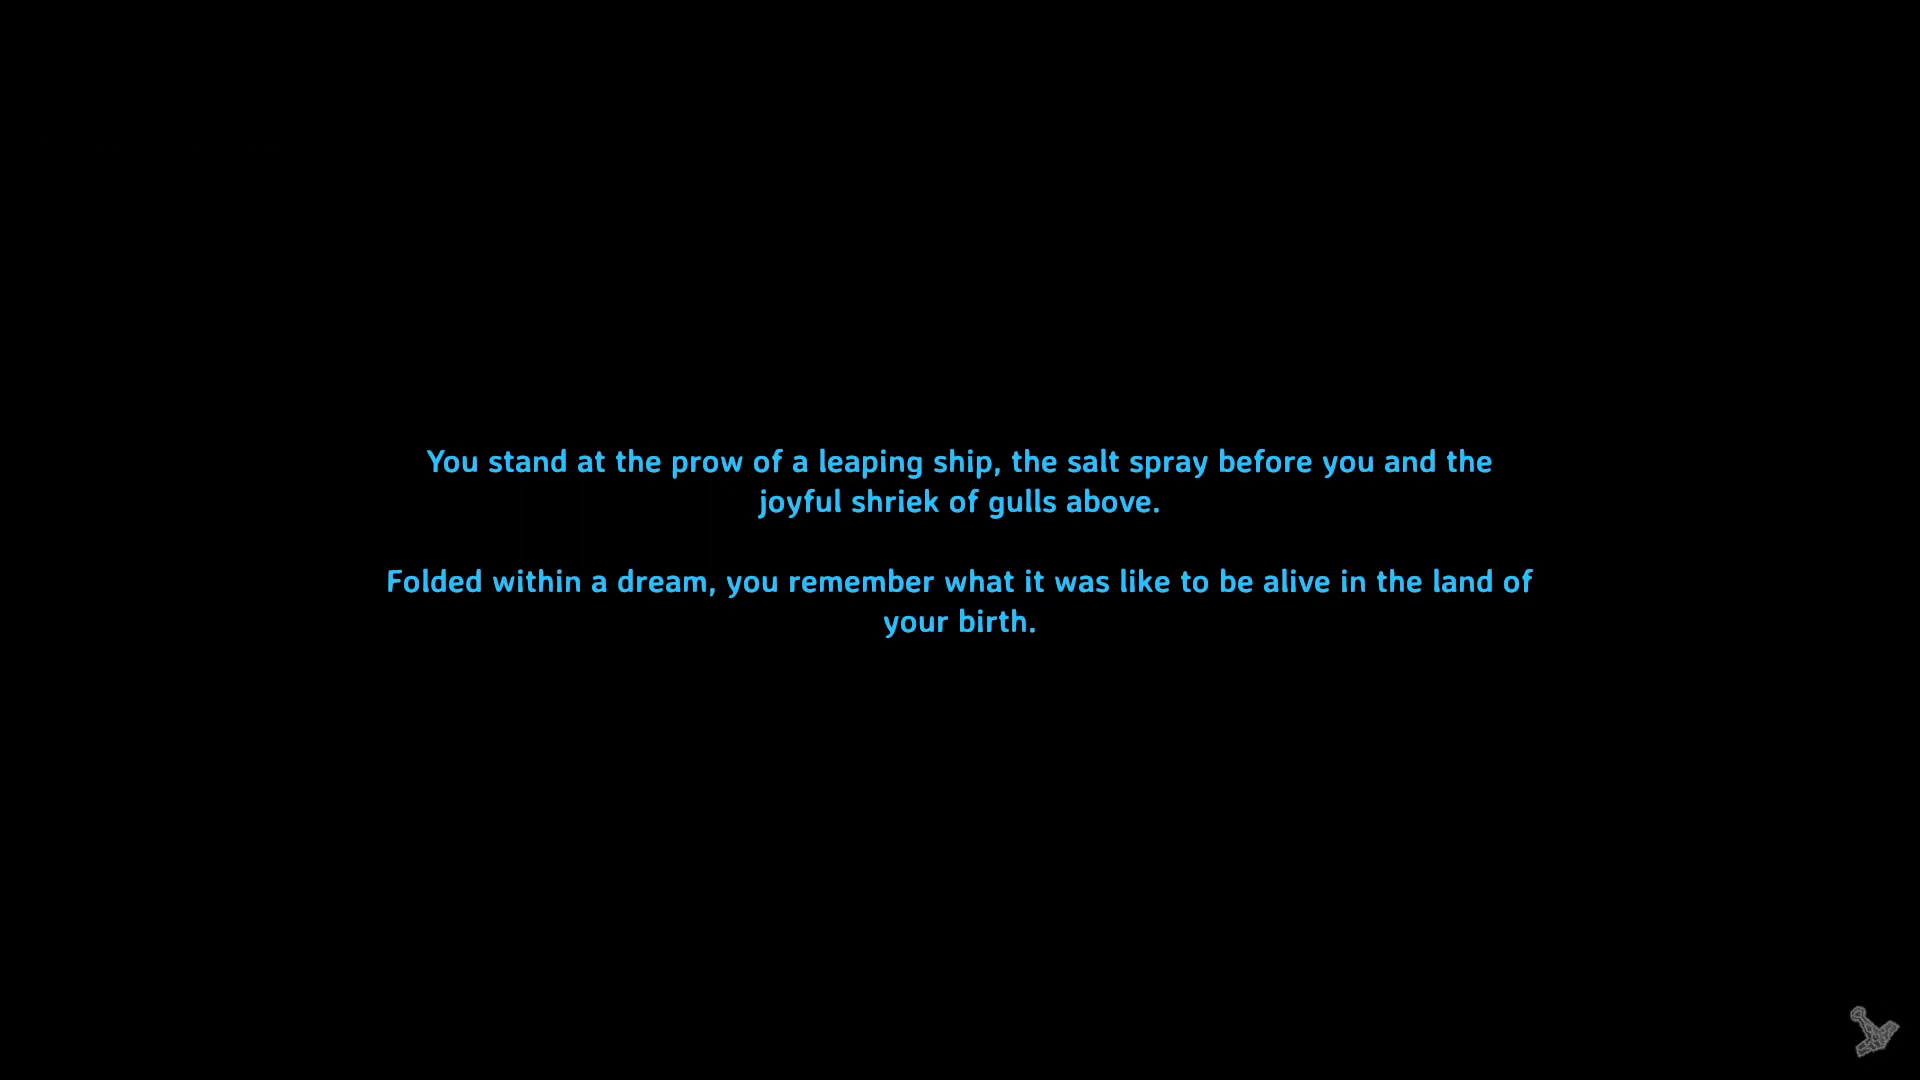 You stand at the prow of a leaping ship, the salt spray before you and the
joyful shriek of gulls above.
Folded within a dream, you remember what it was like to be alive in the land of
your birth.